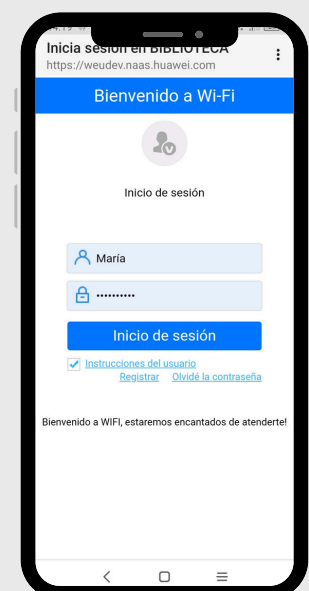 Inicia sesión en BIBLIOTECA
https://weudev.naas.huawei.com
Bienvenido a Wi-Fi
Inicio de sesión
María
••••••••••
Inicio de sesión
Instrucciones del usuario
Registrar Olvidé la contraseña
Bienvenido a WIFI, estaremos encantados de atenderte!